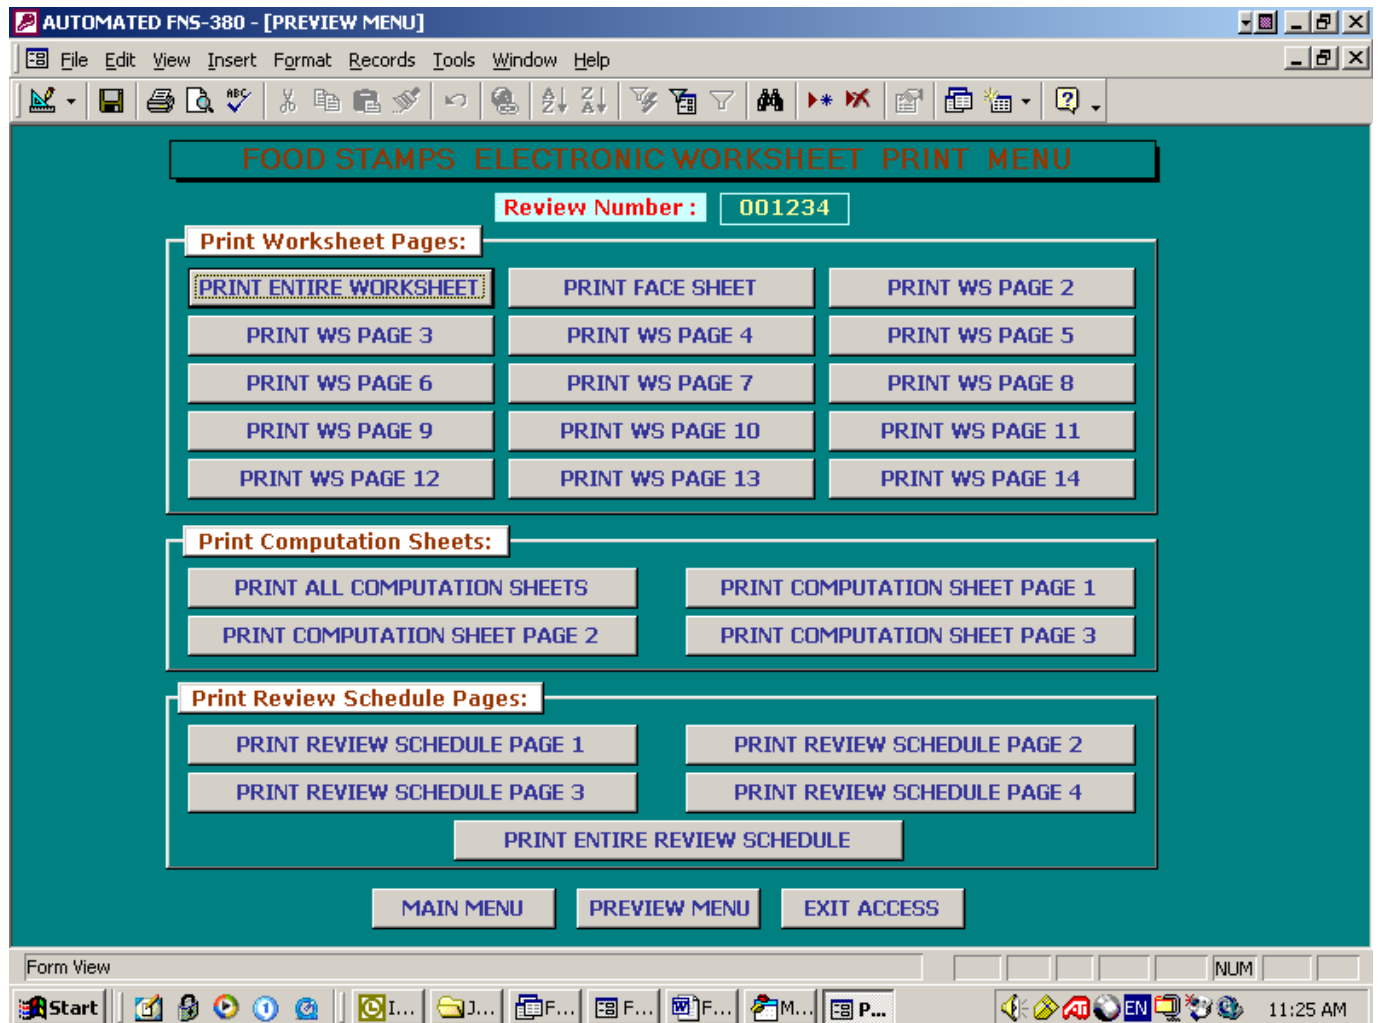 AUTOMATED FNS-380 - [PREVIEW MENU]
File Edit View Insert Format Records Tools Window Help
FOOD STAMPS ELECTRONIC WORKSHEET PRINT MENU
Review Number : 001234
Print Worksheet Pages:
PRINT ENTIRE WORKSHEET PRINT FACE SHEET PRINT WS PAGE 2
PRINT WS PAGE 3 PRINT WS PAGE 4 PRINT WS PAGE 5
PRINT WS PAGE 6 PRINT WS PAGE 7 PRINT WS PAGE 8
PRINT WS PAGE 9 PRINT WS PAGE 10 PRINT WS PAGE 11
PRINT WS PAGE 12 PRINT WS PAGE 13 PRINT WS PAGE 14
Print Computation Sheets:
PRINT ALL COMPUTATION SHEETS PRINT COMPUTATION SHEET PAGE 1
PRINT COMPUTATION SHEET PAGE 2 PRINT COMPUTATION SHEET PAGE 3
Print Review Schedule Pages:
PRINT REVIEW SCHEDULE PAGE 1 PRINT REVIEW SCHEDULE PAGE 2
PRINT REVIEW SCHEDULE PAGE 3 PRINT REVIEW SCHEDULE PAGE 4
PRINT ENTIRE REVIEW SCHEDULE
MAIN MENU PREVIEW MENU EXIT ACCESS
Form View NUM
Start I... J... F... F... F... M... P... EN 11:25 AM